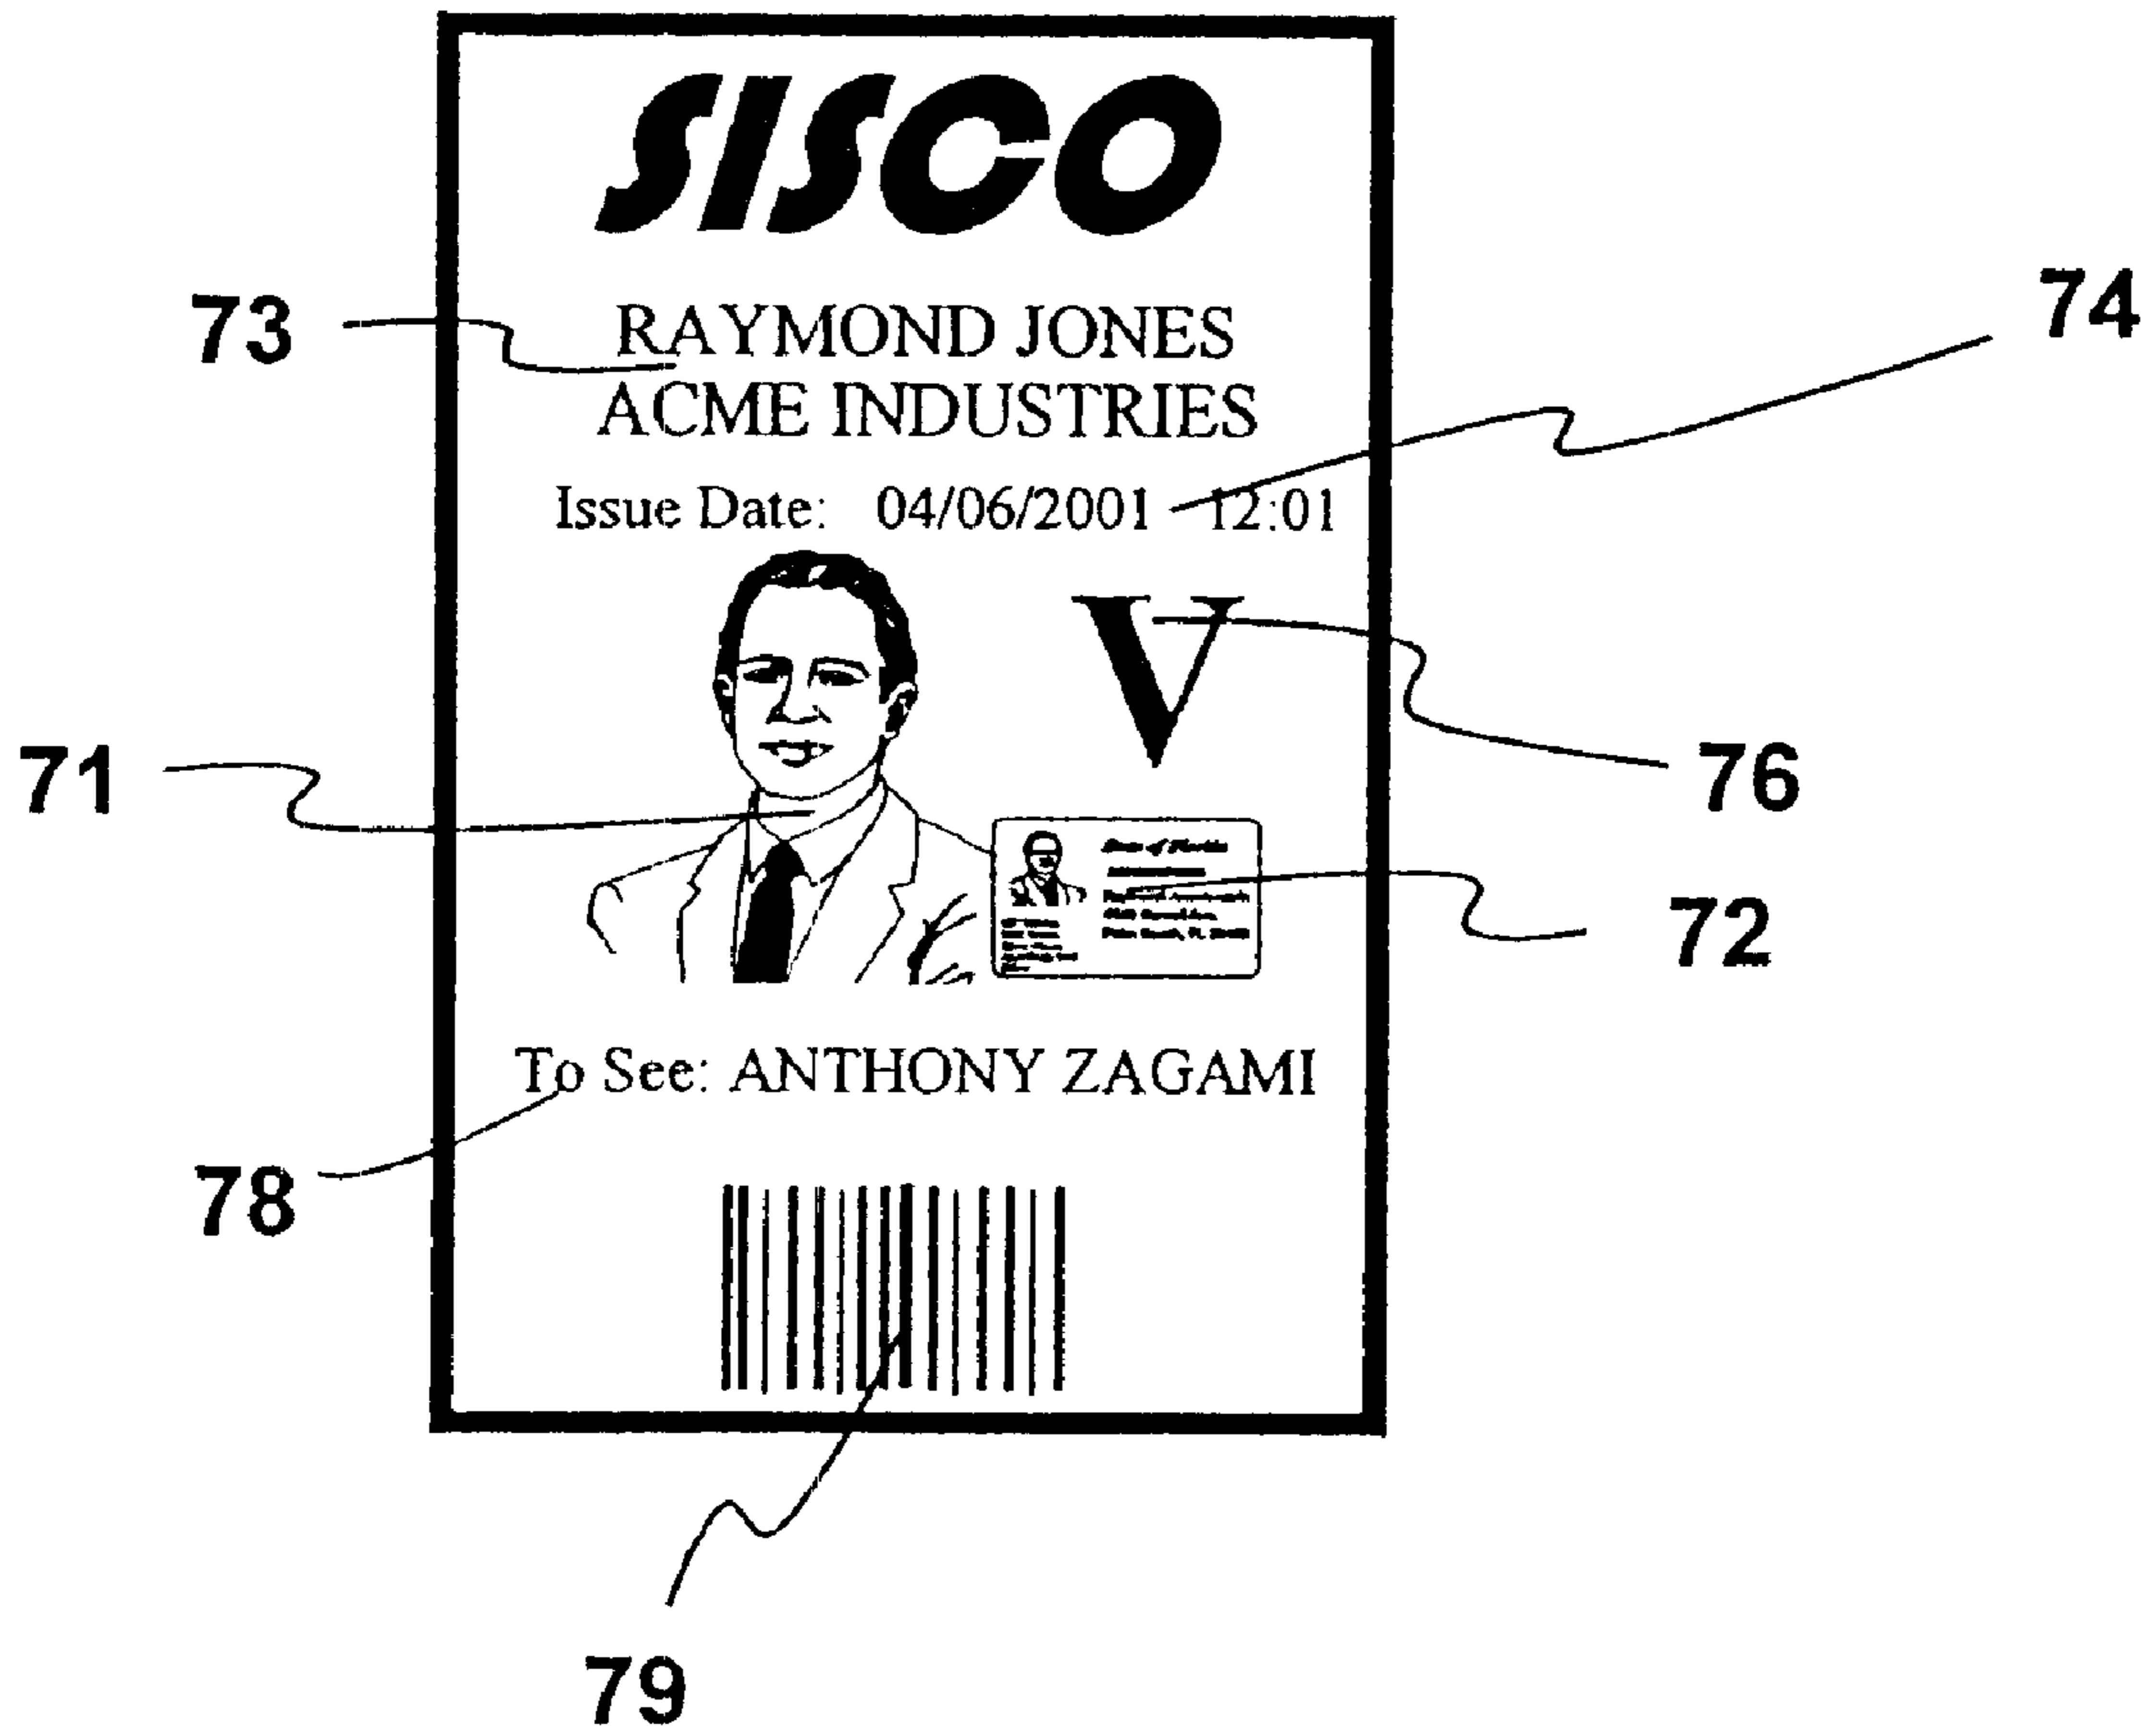 SISCO
73
RAYMOND JONES
74
ACME INDUSTRIES
Issue Date: 04/06/2001 12:01
V
71
76
72
To See: ANTHONY ZAGAMI
78
79